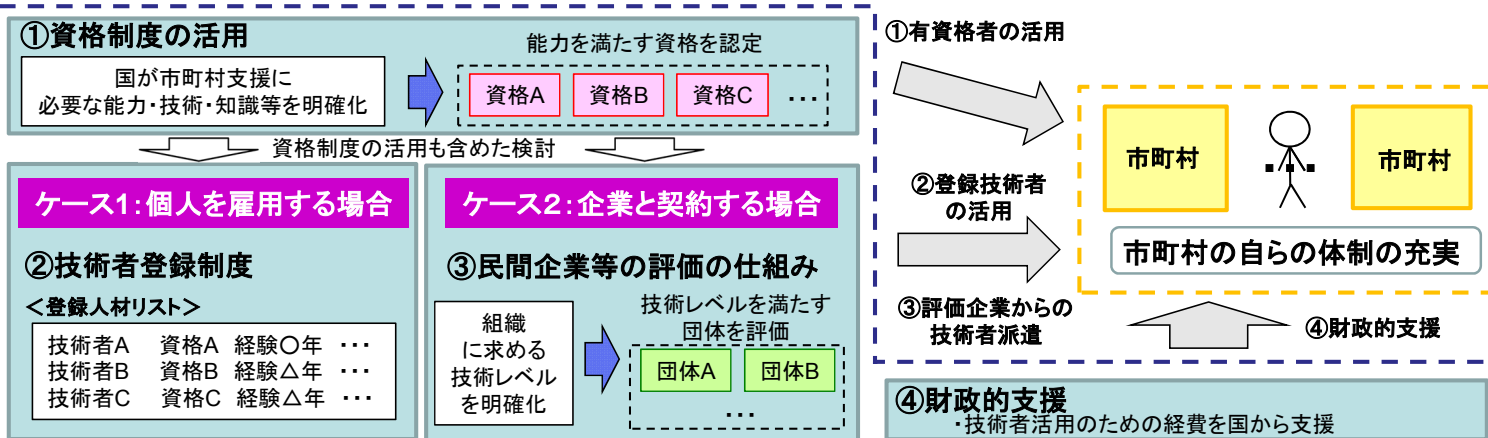 ①資格制度の活用
国が市町村支援に
必要な能力・技術・知識等を明確化
能力を満たす資格を認定
資格A 資格B 資格C ・・・
資格制度の活用も含めた検討
ケース1：個人を雇用する場合
②技術者登録制度
＜登録人材リスト＞
技術者A 資格A 経験〇年 ・・・
技術者B 資格B 経験△年 ・・・
技術者C 資格C 経験△年 ・・・
ケース2：企業と契約する場合
③民間企業等の評価の仕組み
組織
に求める
技術レベル
を明確化
技術レベルを満たす
団体を評価
団体A 団体B
・・・
①有資格者の活用
②登録技術者
の活用
③評価企業からの
技術者派遣
市町村 ・・・ 市町村
市町村の自らの体制の充実
④財政的支援
④財政的支援
・技術者活用のための経費を国から支援